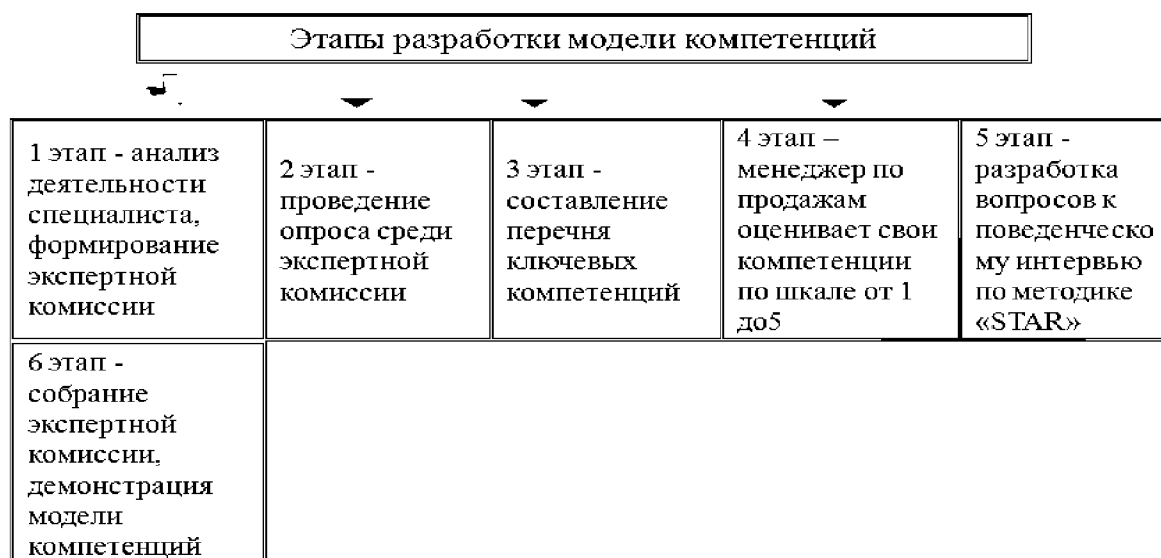 Этапы разработки модели компетенций
1 этап - анализ
деятельности
специалиста,
формирование
экспертной
комиссии
2 этап -
проведение
опроса среди
экспертной
комиссии
3 этап -
составление
перечня
ключевых
компетенций
4 этап –
менеджер по
продажам
оценивает свои
компетенции
по шкале от 1
до5
5 этап -
разработка
вопросов к
поведенческо
му интервью
по методике
«STAR»
6 этап -
собрание
экспертной
комиссии,
демонстрация
модели
компетенций